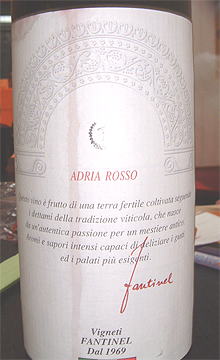 ADRIA ROSSO
Questo vino è frutto di una terra fertile coltivata seguendo
i dettami della tradizione viticola, che nasce
da un'autentica passione per un mestiere antico.
Aromi e sapori intensi capaci di deliziare i gusti
ed i palati più esigenti.
fantinel
Vigneti
FANTINEL
Dal 1969